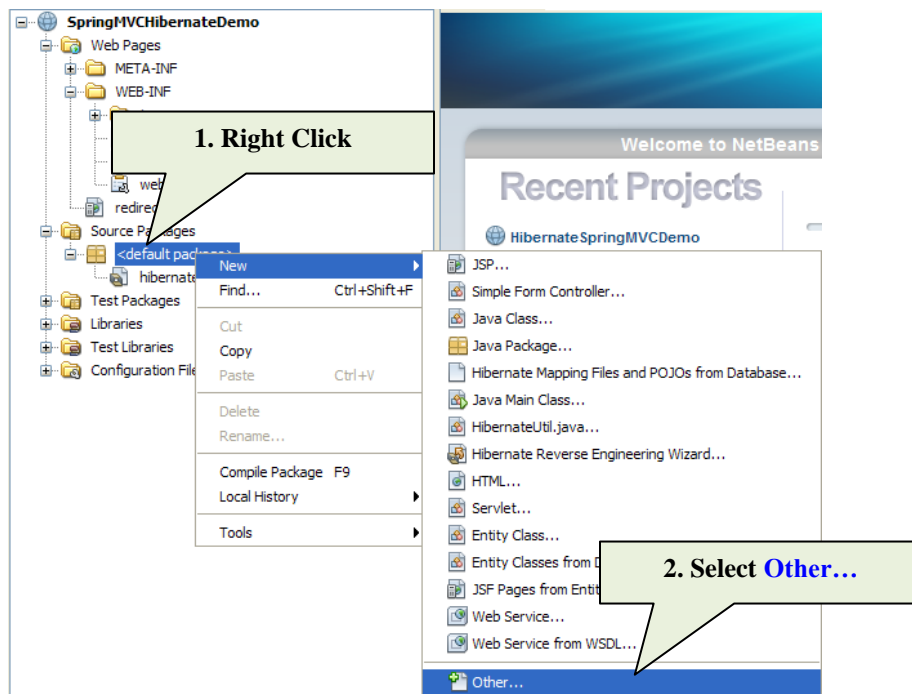 SpringMVCHibernateDemo
Web Pages
META-INF
WEB-INF
1. Right Click
web
Source Packages
<default package>
hibernate
Test Packages
Libraries
Test Libraries
Configuration File
Welcome to NetBeans
Recent Projects
HibernateSpringMVCDemo
New
Find... Ctrl+Shift+F
Cut
Copy
Paste Ctrl+V
Delete
Rename...
Compile Package F9
Local History
Tools
JSP...
Simple Form Controller...
Java Class...
Java Package...
Hibernate Mapping Files and POJOs from Database...
Java Main Class...
HibernateUtil.java...
Hibernate Reverse Engineering Wizard...
HTML...
Servlet...
Entity Class...
Entity Classes from
JSF Pages from
Web Service...
Web Service from WSDL...
Other...
2. Select Other…